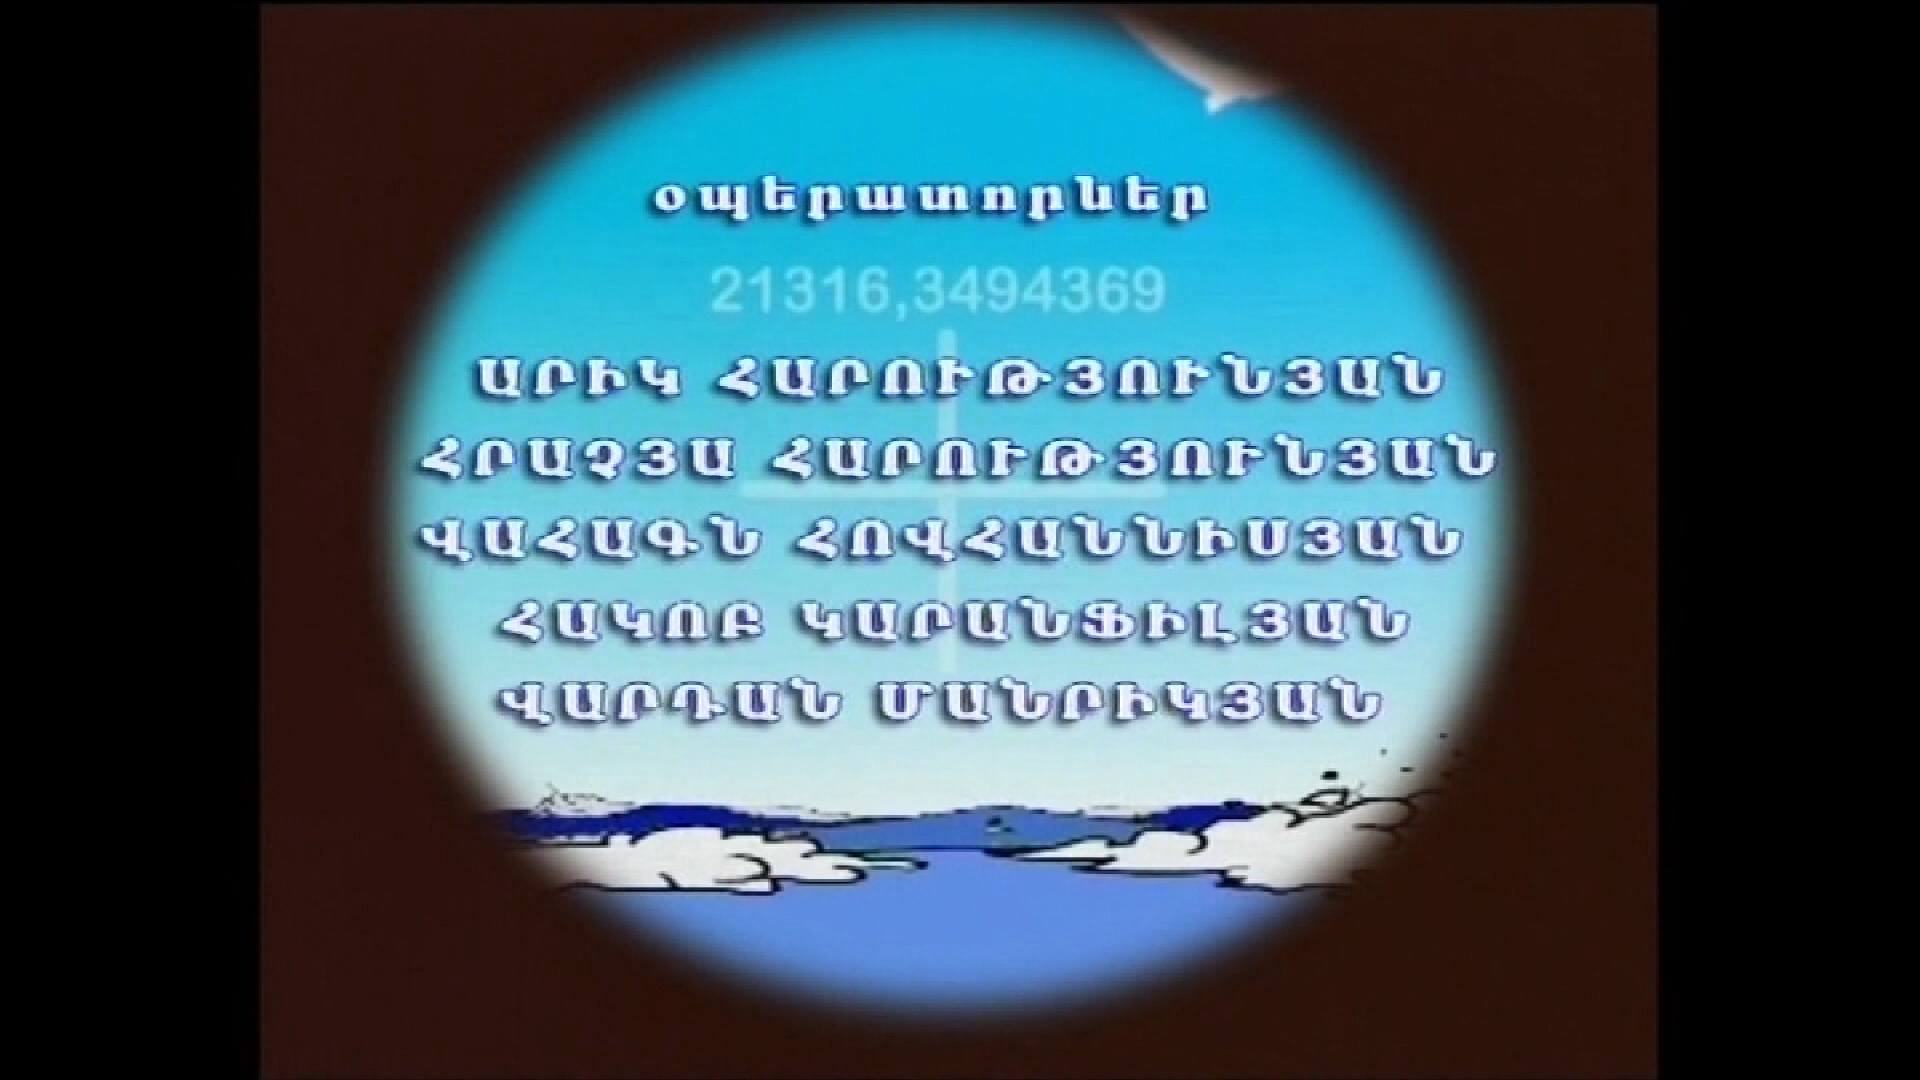 օպերատորներ
21316,3494369
ԱՐԻԿ ՀԱՐՈՒԹՅՈՒՆՅԱՆ
ՀՐԱՉՅԱ ՀԱՐՈՒԹՅՈՒՆՅԱՆ
ՎԱՀԱԳՆ ՀՈՎՀԱՆՆԻՍՅԱՆ
ՀԱԿՈԲ ԿԱՐԱՆՖԻԼՅԱՆ
ՎԱՐԴԱՆ ՄԱՆՐԻԿՅԱՆ